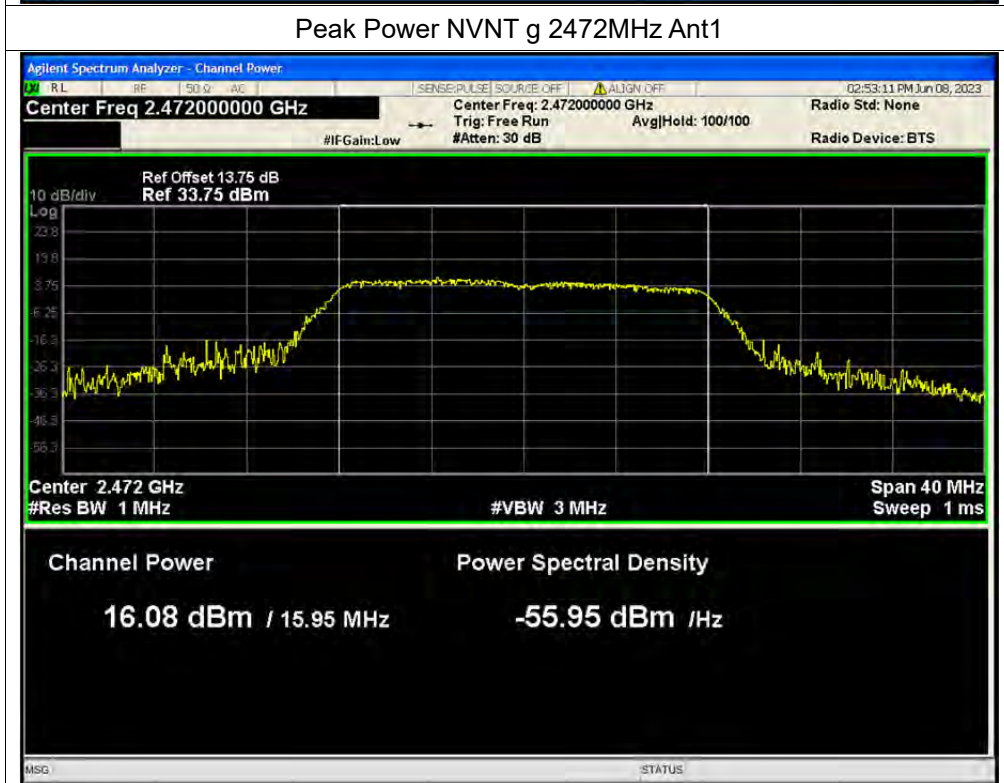 Peak Power NVNT g 2472MHz Ant1
Agilent Spectrum Analyzer - Channel Power
LXI RL RF 50 Ω AC SENSE:PULSE SOURCE OFF ALIGN OFF 02:53:11 PM Jun 08, 2023
Center Freq 2.472000000 GHz Center Freq: 2.472000000 GHz Radio Std: None
Trig: Free Run Avg|Hold: 100/100
#IFGain:Low #Atten: 30 dB Radio Device: BTS
Ref Offset 13.75 dB
10 dB/div Ref 33.75 dBm
Log
23.8
13.8
3.75
-6.25
-16.3
-26.3
-36.3
-46.3
-56.3
Center 2.472 GHz Span 40 MHz
#Res BW 1 MHz #VBW 3 MHz Sweep 1 ms
Channel Power Power Spectral Density
16.08 dBm / 15.95 MHz -55.95 dBm /Hz
MSG STATUS